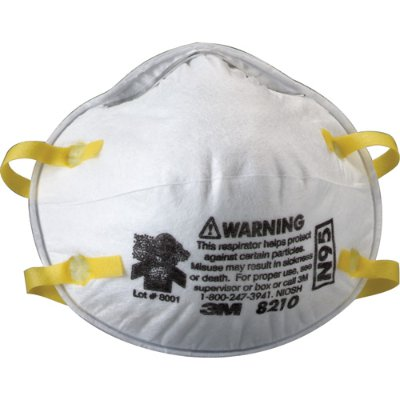 ⚠WARNING
This respirator helps protect
against certain particles.
Misuse may result in sickness
or death. For proper use, see
supervisor or box or call 3M
1-800-247-3941. NIOSH
3M 8210
N95
Lot # 8001